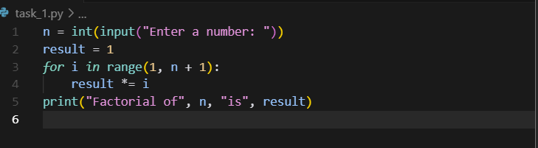 task_1.py > ...
1 n = int(input("Enter a number: "))
2 result = 1
3 for i in range(1, n + 1):
4     result *= i
5 print("Factorial of", n, "is", result)
6